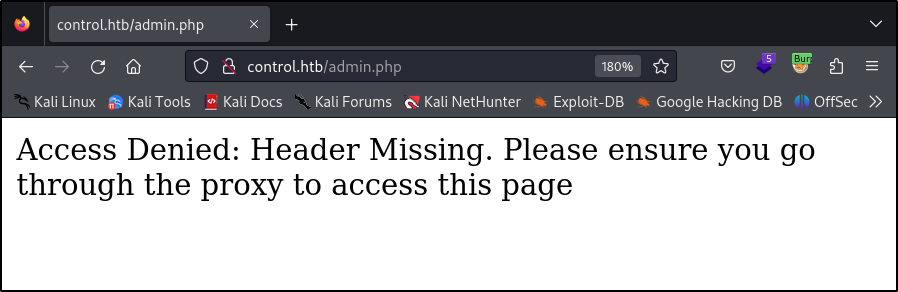 control.htb/admin.php
control.htb/admin.php
180%
5
Burr
Kali Linux
Kali Tools
Kali Docs
Kali Forums
Kali NetHunter
Exploit-DB
Google Hacking DB
OffSec
Access Denied: Header Missing. Please ensure you go
through the proxy to access this page